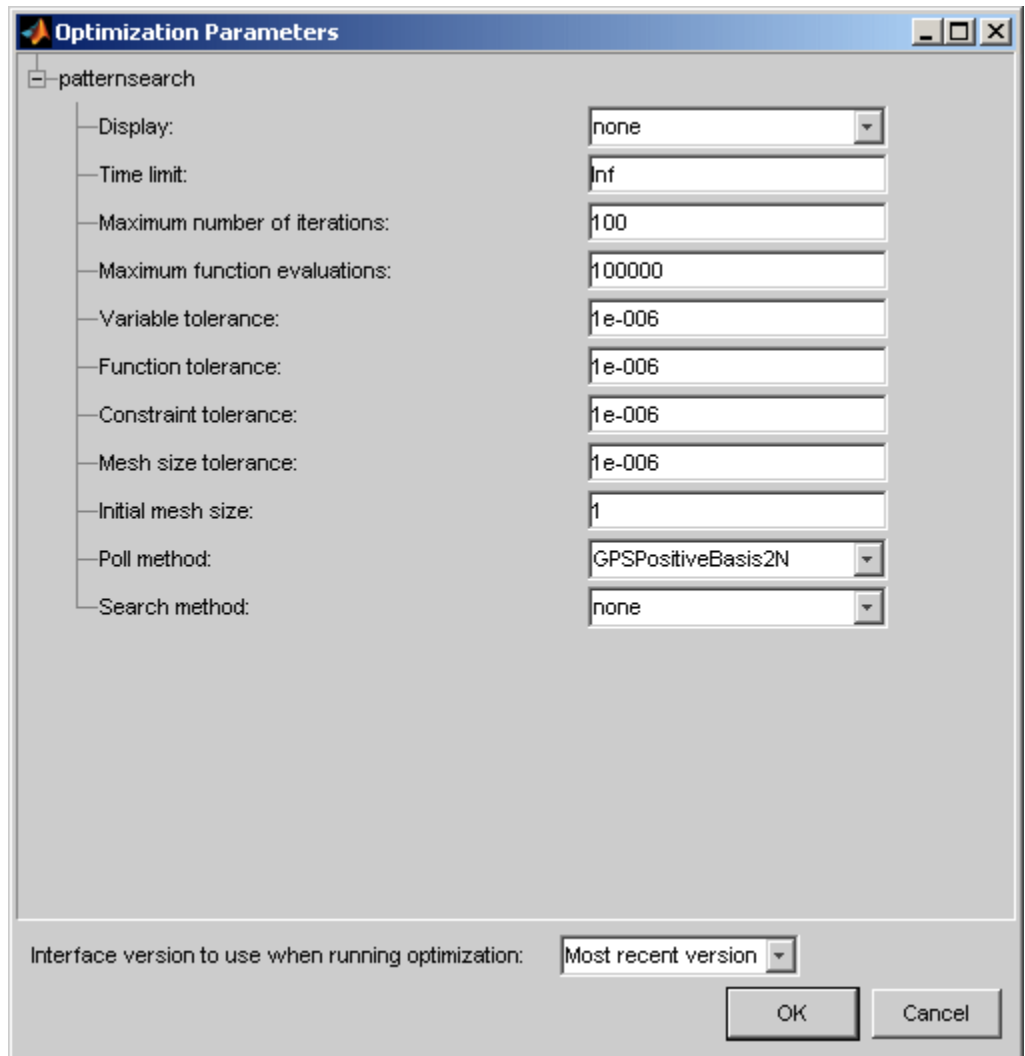 Optimization Parameters
patternsearch
Display: none
Time limit: Inf
Maximum number of iterations: 100
Maximum function evaluations: 100000
Variable tolerance: 1e-006
Function tolerance: 1e-006
Constraint tolerance: 1e-006
Mesh size tolerance: 1e-006
Initial mesh size: 1
Poll method: GPSPositiveBasis2N
Search method: none
Interface version to use when running optimization: Most recent version
OK Cancel